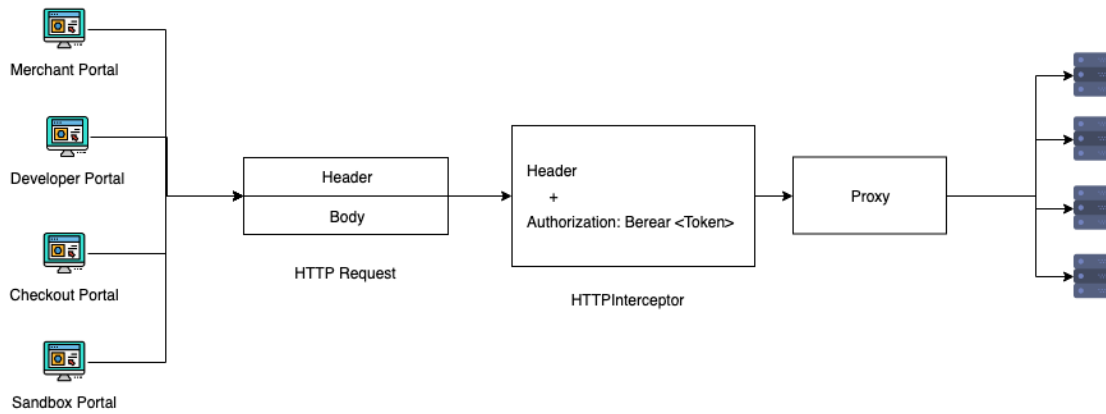 Merchant Portal
Developer Portal
Checkout Portal
Sandbox Portal
Header
Body
HTTP Request
Header
+
Authorization: Berear <Token>
HTTPInterceptor
Proxy